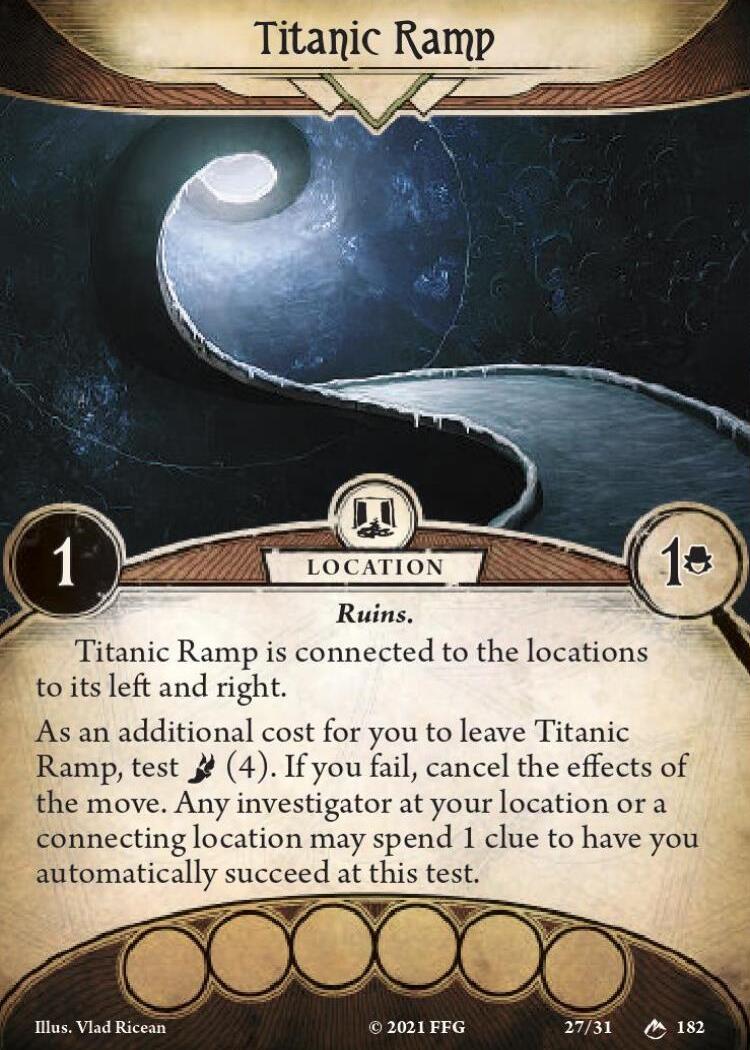 Titanic Ramp
1
1
LOCATION
Ruins.
Titanic Ramp is connected to the locations
to its left and right.
As an additional cost for you to leave Titanic
Ramp, test (4). If you fail, cancel the effects of
the move. Any investigator at your location or a
connecting location may spend 1 clue to have you
automatically succeed at this test.
Illus. Vlad Ricean © 2021 FFG 27/31 182